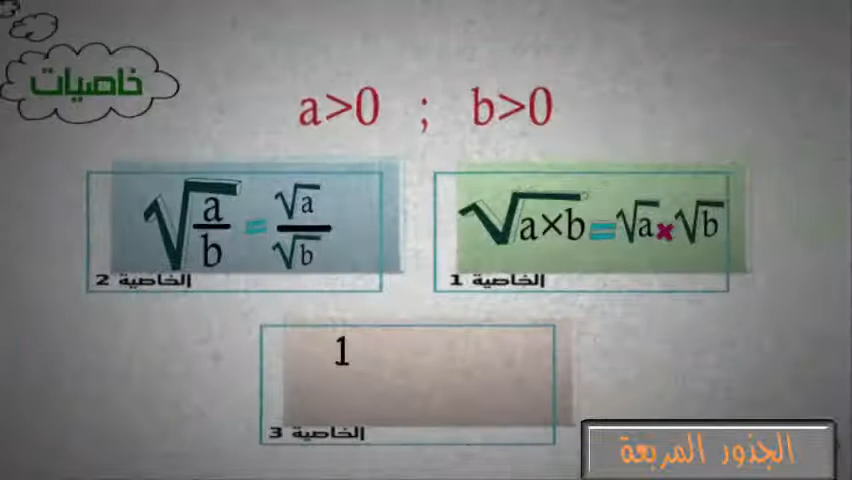 خاصيات
a>0 ; b>0
√(a×b) = √a × √b
الخاصية 1
√(a/b) = √a/√b
الخاصية 2
1
الخاصية 3
الجذور المربعة